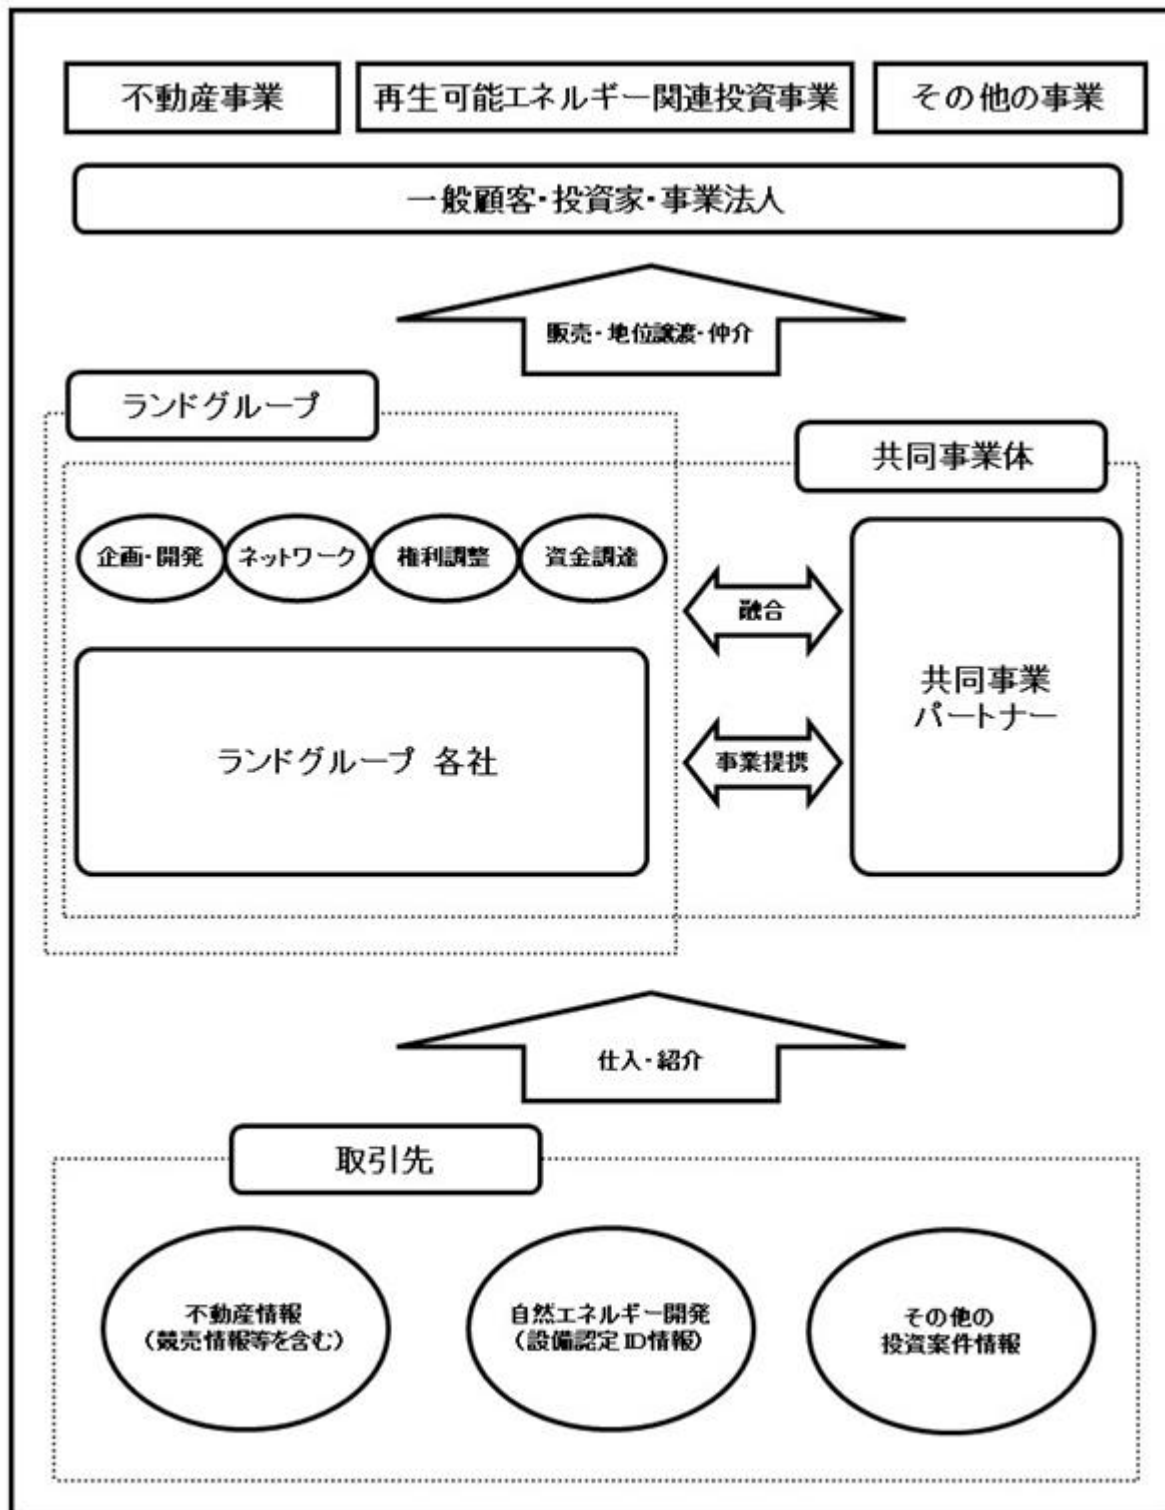 不動産事業
再生可能エネルギー関連投資事業
その他の事業
一般顧客・投資家・事業法人
販売・地位譲渡・仲介
ランドグループ
共同事業体
企画・開発
ネットワーク
権利調整
資金調達
融合
共同事業
パートナー
ランドグループ 各社
事業提携
仕入・紹介
取引先
不動産情報
(競売情報等を含む)
自然エネルギー開発
(設備認定ID情報)
その他の
投資案件情報